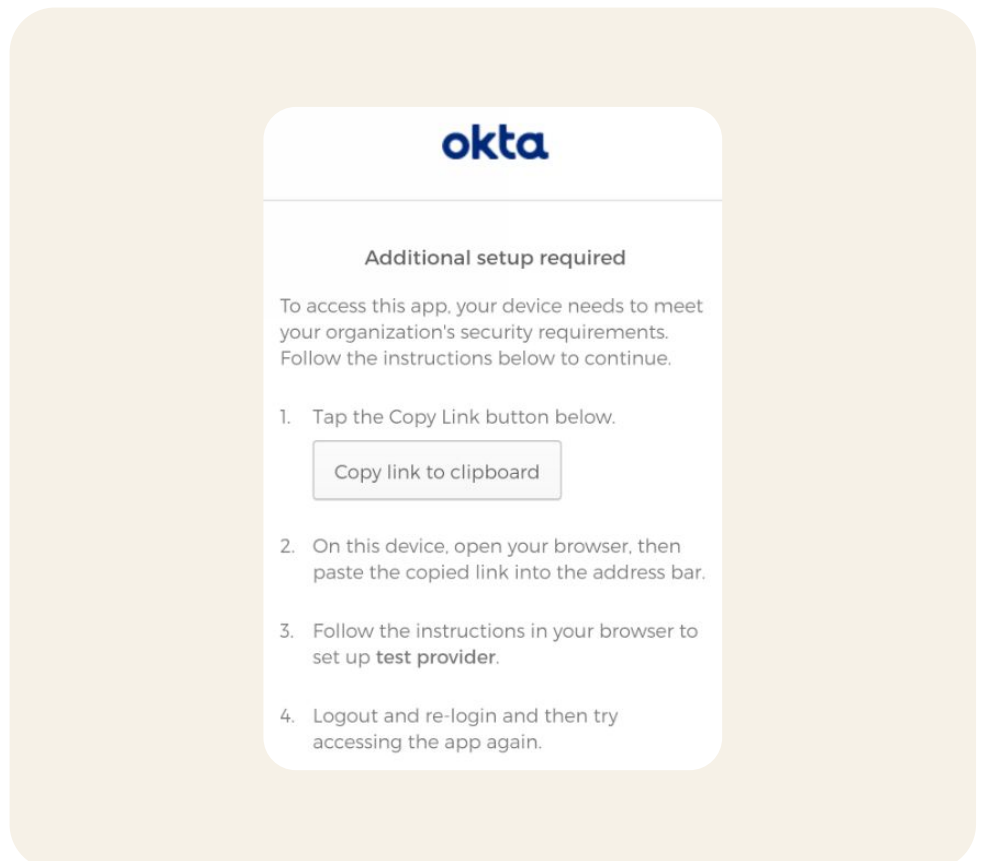 okta
Additional setup required
To access this app, your device needs to meet
your organization's security requirements.
Follow the instructions below to continue.
1. Tap the Copy Link button below.
Copy link to clipboard
2. On this device, open your browser, then
paste the copied link into the address bar.
3. Follow the instructions in your browser to
set up test provider.
4. Logout and re-login and then try
accessing the app again.